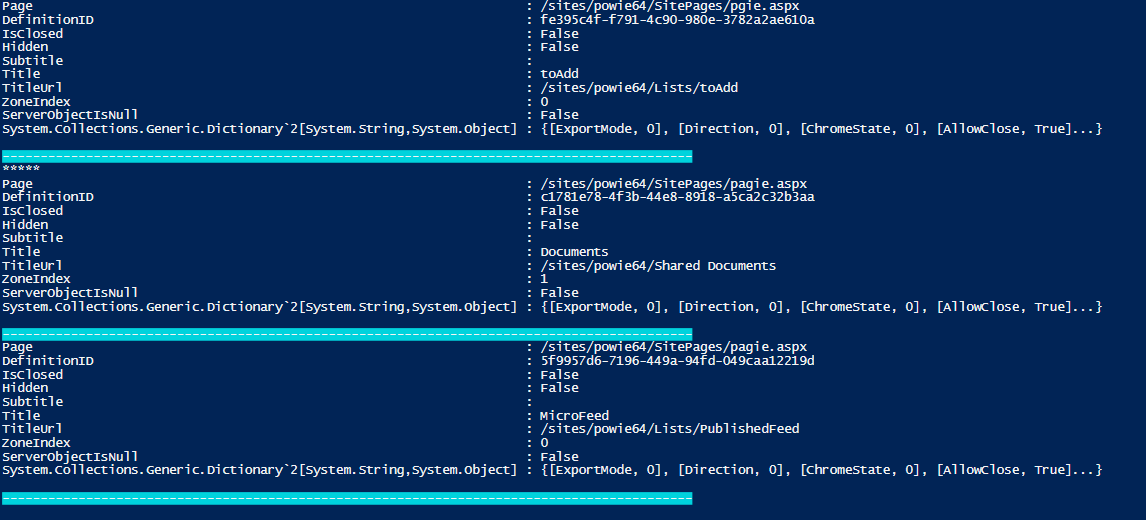 Page : /sites/powie64/SitePages/pgie.aspx
DefinitionID : fe395c4f-f791-4c90-980e-3782a2ae610a
IsClosed : False
Hidden : False
Subtitle :
Title : toAdd
TitleUrl : /sites/powie64/Lists/toAdd
ZoneIndex : 0
ServerObjectIsNull : False
System.Collections.Generic.Dictionary`2[System.String,System.Object] : {[ExportMode, 0], [Direction, 0], [ChromeState, 0], [AllowClose, True]...}
------------------------------------------------------------------------------------------
*****
Page : /sites/powie64/SitePages/pagie.aspx
DefinitionID : c1781e78-4f3b-44e8-8918-a5ca2c32b3aa
IsClosed : False
Hidden : False
Subtitle :
Title : Documents
TitleUrl : /sites/powie64/Shared Documents
ZoneIndex : 1
ServerObjectIsNull : False
System.Collections.Generic.Dictionary`2[System.String,System.Object] : {[ExportMode, 0], [Direction, 0], [ChromeState, 0], [AllowClose, True]...}
------------------------------------------------------------------------------------------
Page : /sites/powie64/SitePages/pagie.aspx
DefinitionID : 5f9957d6-7196-449a-94fd-049caa12219d
IsClosed : False
Hidden : False
Subtitle :
Title : MicroFeed
TitleUrl : /sites/powie64/Lists/PublishedFeed
ZoneIndex : 0
ServerObjectIsNull : False
System.Collections.Generic.Dictionary`2[System.String,System.Object] : {[ExportMode, 0], [Direction, 0], [ChromeState, 0], [AllowClose, True]...}
------------------------------------------------------------------------------------------